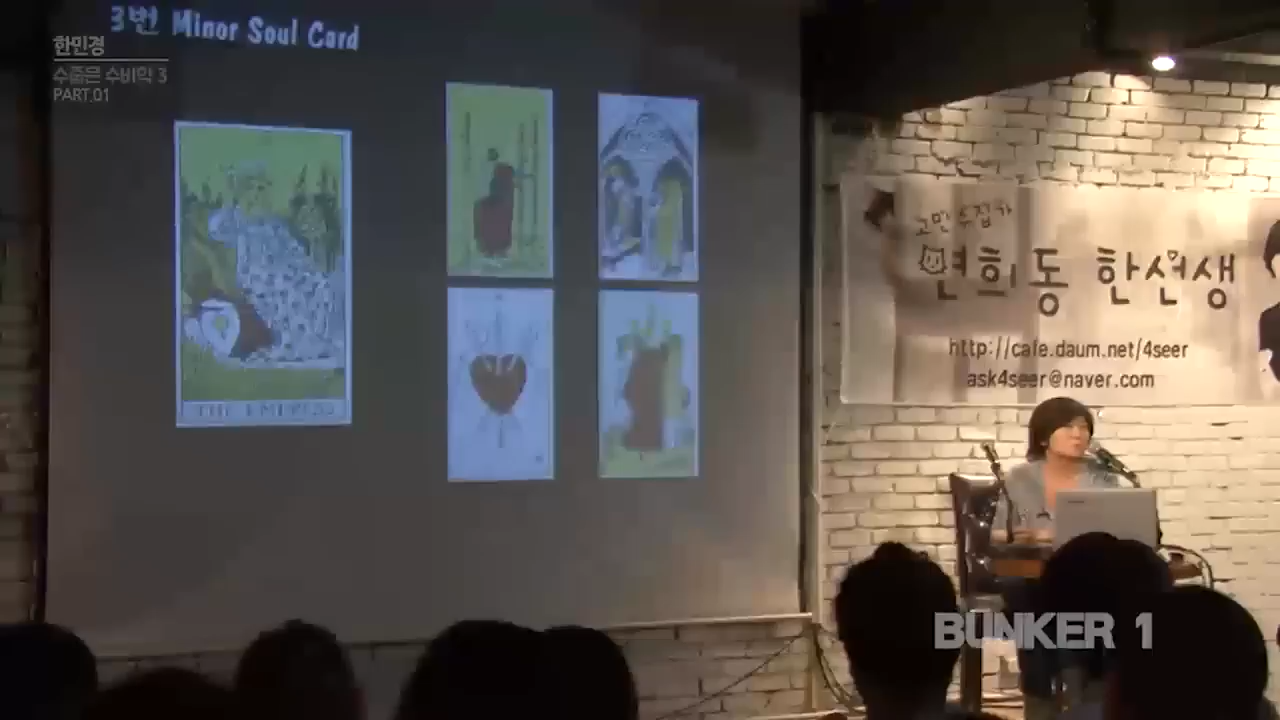 3번 Minor Soul Card
한민경
수줍은 수비학 3
PART.01
THE EMPRESS
고민 수집가
연희동 한선생
http://cafe.daum.net/4seer
ask4seer@naver.com
BUNKER 1